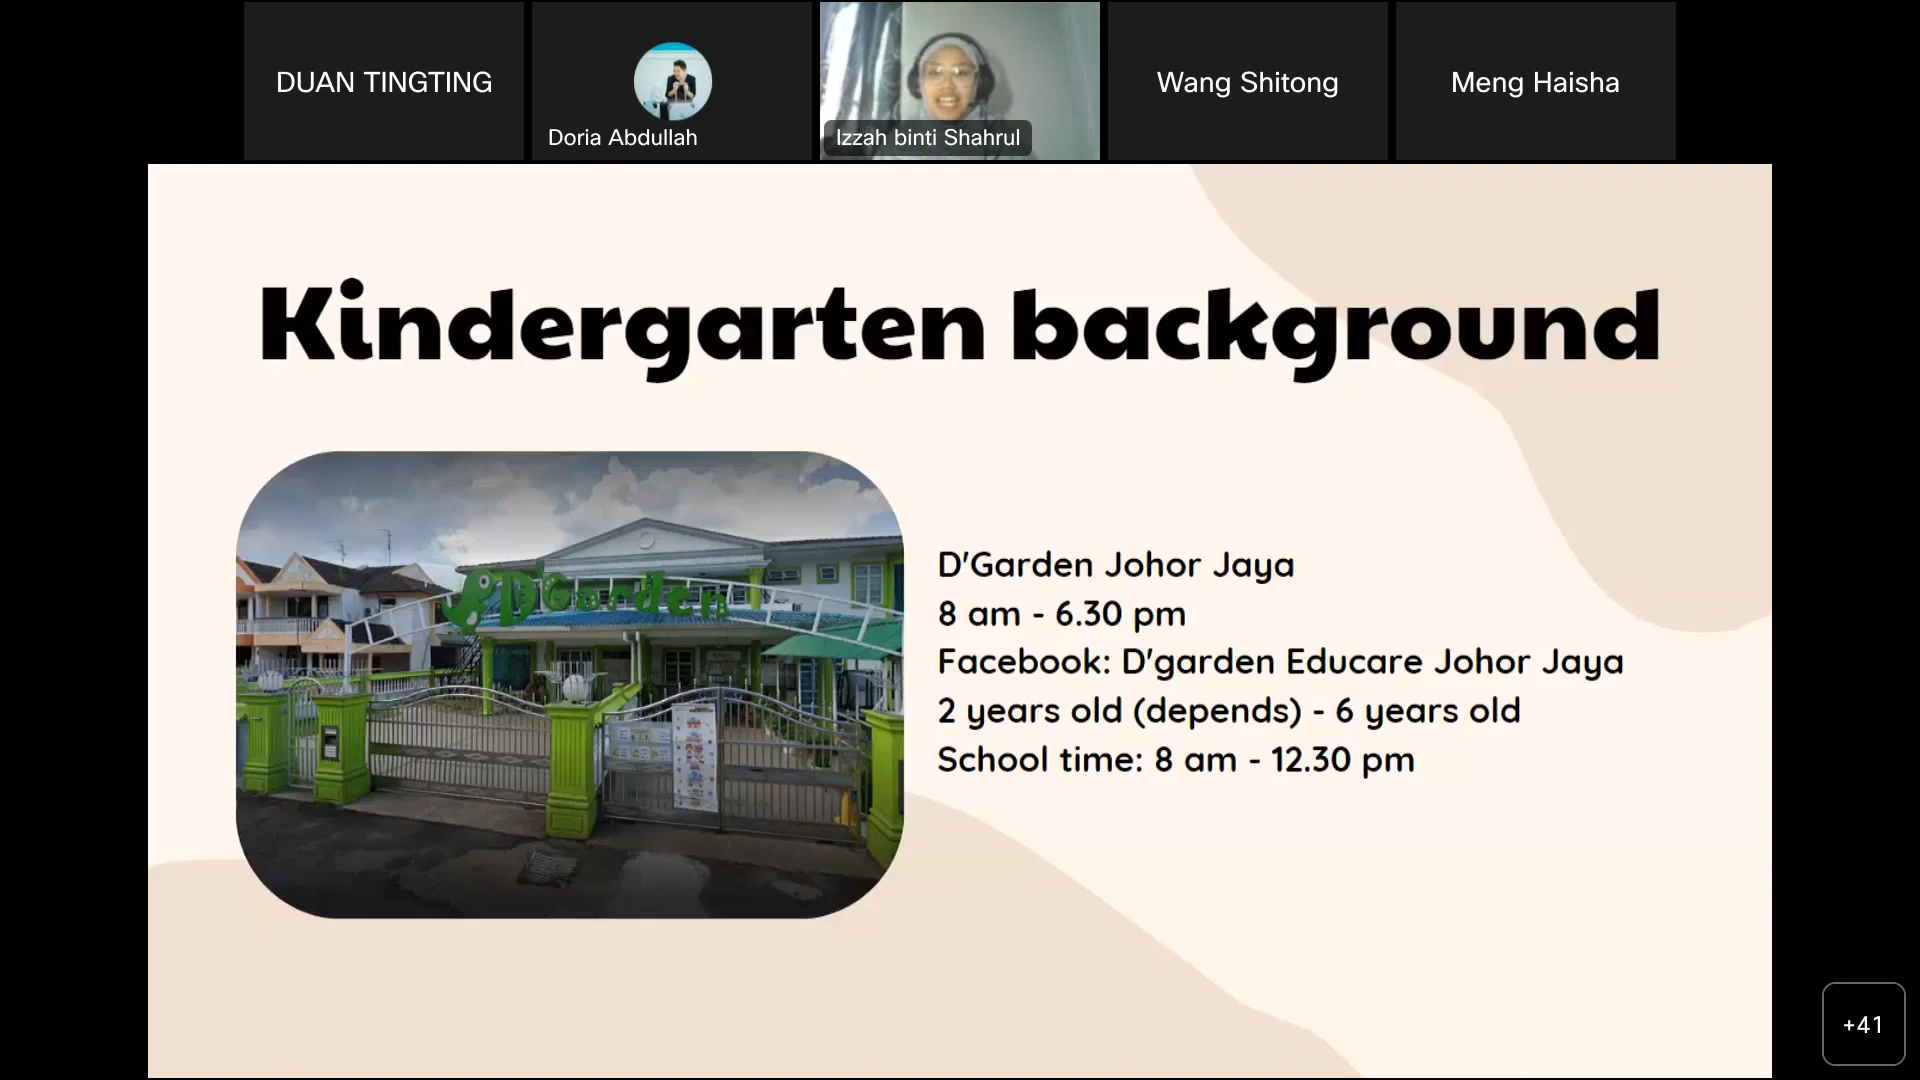 DUAN TINGTING
Doria Abdullah
Izzah binti Shahrul
Wang Shitong
Meng Haisha
Kindergarten background
D'Garden
D'Garden Johor Jaya
8 am - 6.30 pm
Facebook: D'garden Educare Johor Jaya
2 years old (depends) - 6 years old
School time: 8 am - 12.30 pm
+41